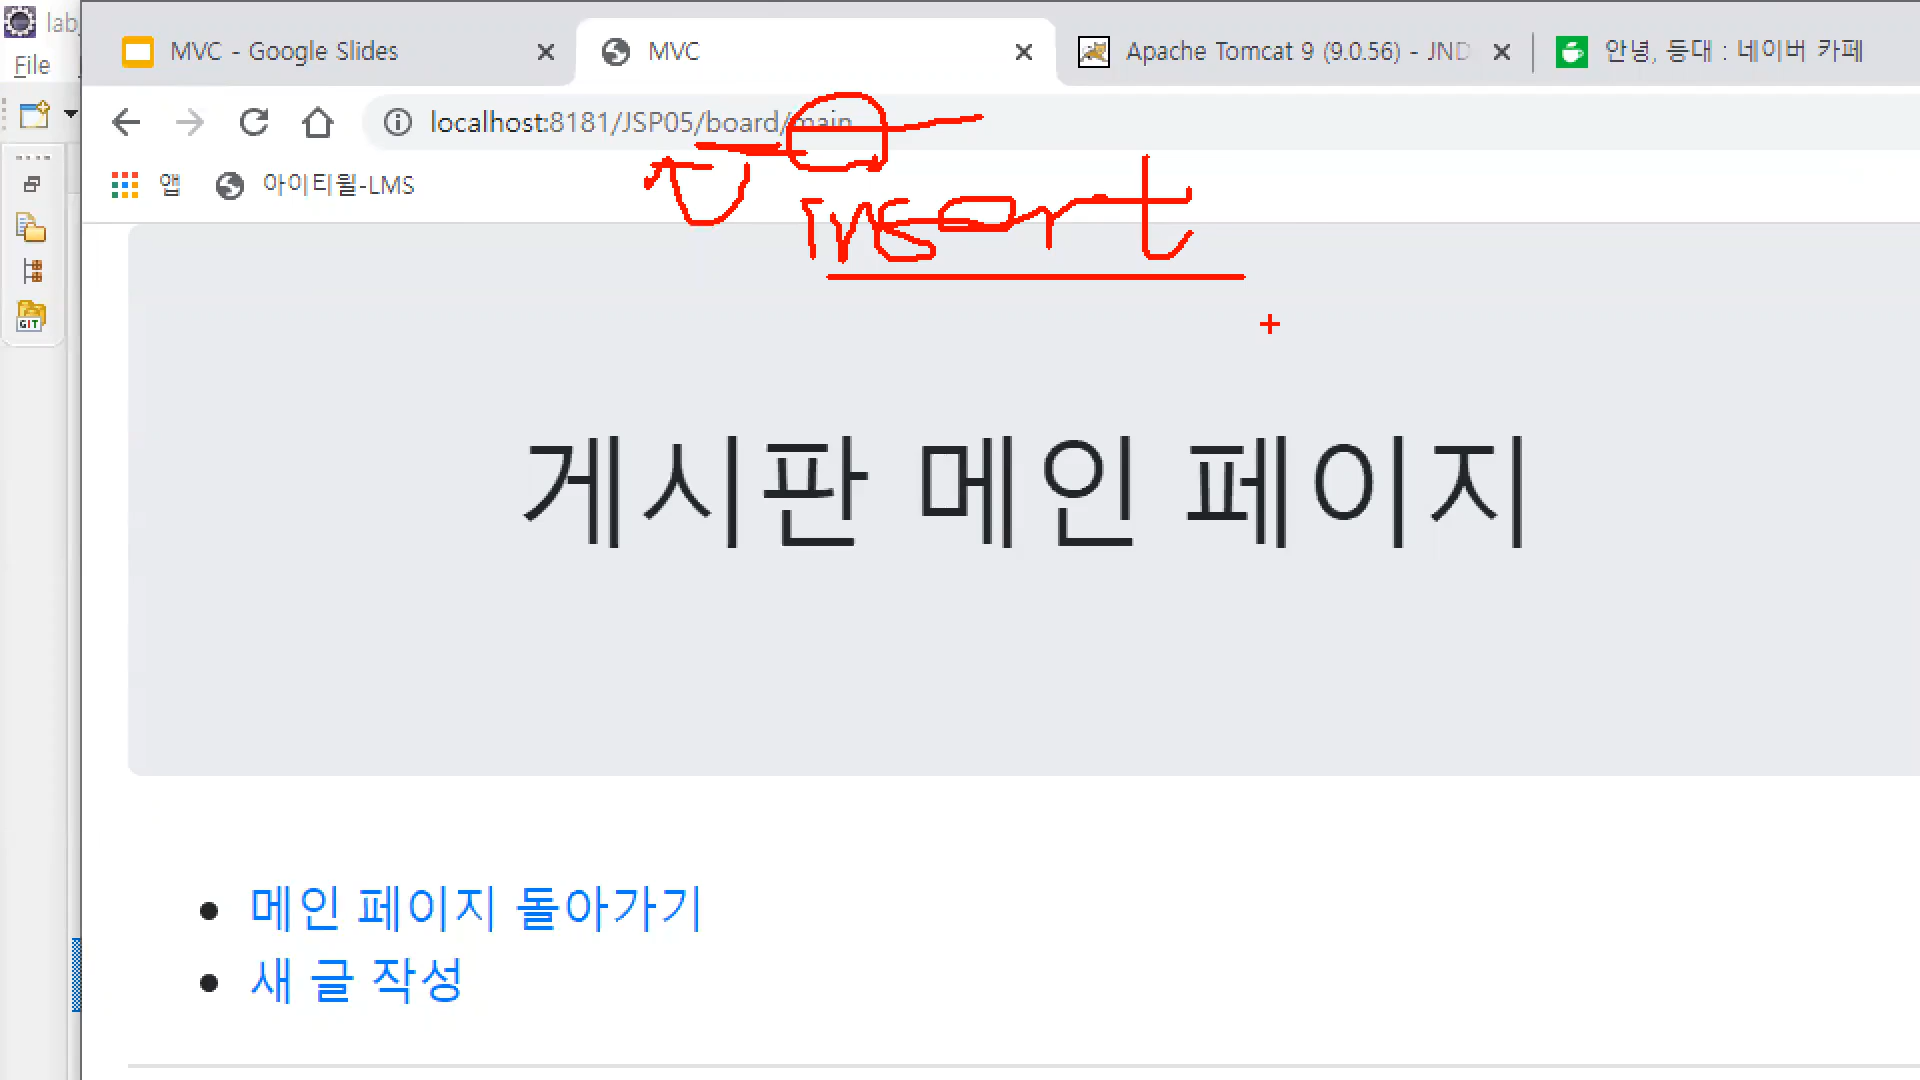 lab
MVC - Google Slides
MVC
Apache Tomcat 9 (9.0.56) - JND
안녕, 등대 : 네이버 카페
File
localhost:8181/JSP05/board/main
앱
아이티윌-LMS
insert
GIT
게시판 메인 페이지
메인 페이지 돌아가기
새 글 작성